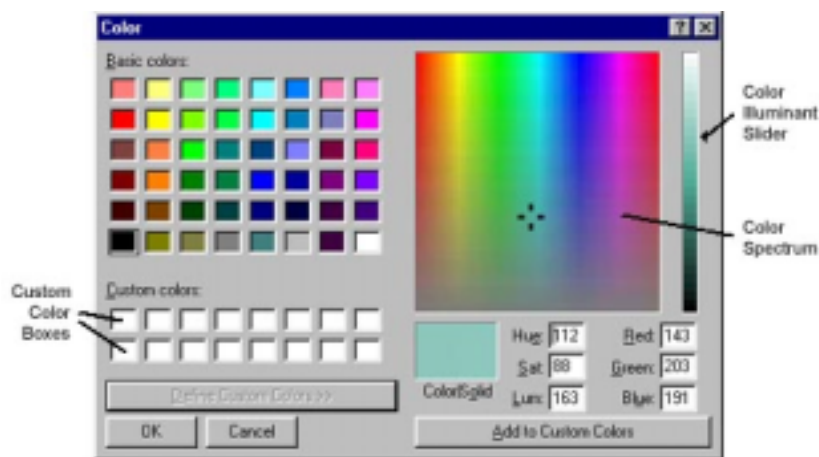 Color
Basic colors:
Custom colors:
Define Custom Colors >>
OK
Cancel
Color|Solid
Hue: 112
Sat: 88
Lum: 163
Red: 143
Green: 203
Blue: 191
Add to Custom Colors
Color
Illuminant
Slider
Color
Spectrum
Custom
Color
Boxes